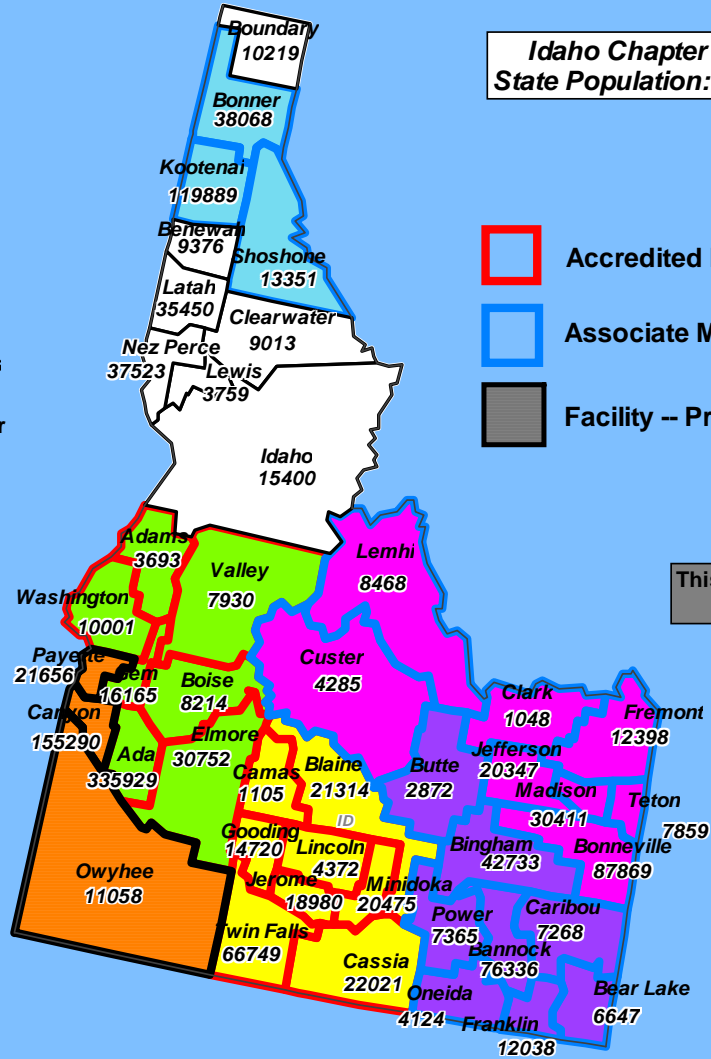 Boundary
10219
Idaho Chapter
State Population:
Bonner
38068
Kootenai
119889
Benewah
9376
Shoshone
13351
Accredited
Latah
35450
Clearwater
9013
Associate M
Nez Perce
37523
Lewis
3759
r
Facility -- Pr
Idaho
15400
Adams
3693
Lemhi
8468
Valley
7930
This
Washington
10001
Payette
21656
Gem
16165
Boise
8214
Custer
4285
Clark
1048
Fremont
12398
Canyon
155290
Elmore
30752
Ada
335929
Camas
1105
Blaine
21314
Butte
2872
Jefferson
20347
Madison
30411
Teton
7859
ID
Gooding
14720
Lincoln
4372
Bingham
42733
Bonneville
87869
Owyhee
11058
Jerome
18980
Minidoka
20475
Power
7365
Caribou
7268
Twin Falls
66749
Bannock
76336
Cassia
22021
Oneida
4124
Bear Lake
6647
Franklin
12038